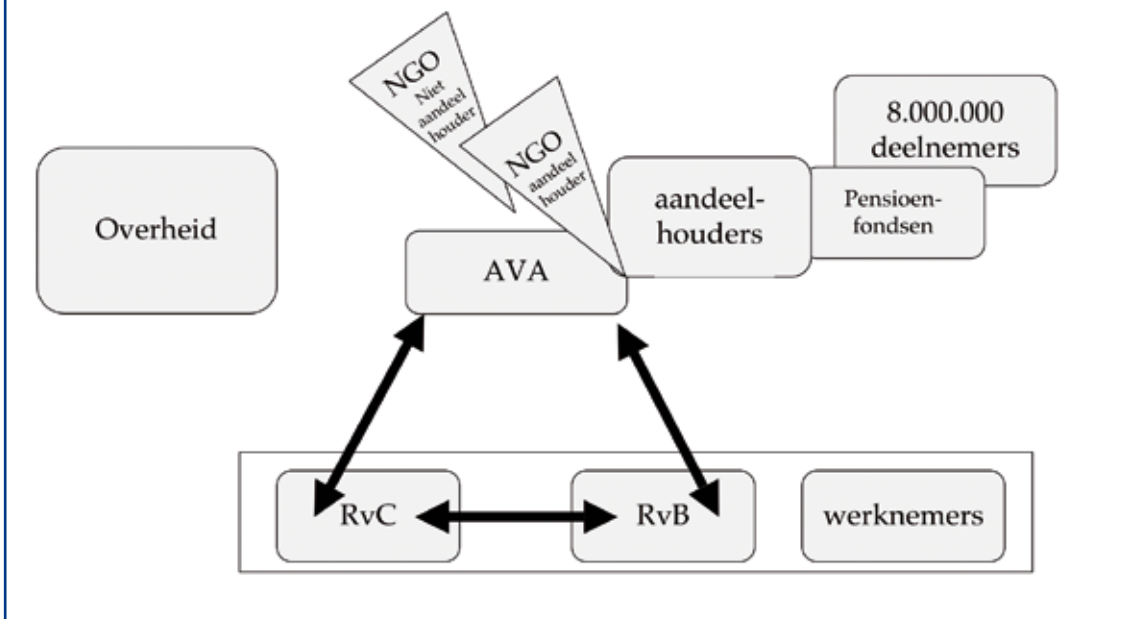 NGO
Niet
aandeel
houder
NGO
aandeel
houder
8.000.000
deelnemers
Overheid
aandeel-
houders
Pensioen-
fondsen
AVA
RvC
RvB
werknemers